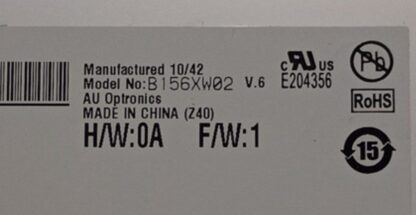 Manufactured 10/42
Model No:B156XW02 V.6
AU Optronics
MADE IN CHINA (Z40)
H/W:0A F/W:1
c RU US
E204356
Pb
RoHS
15